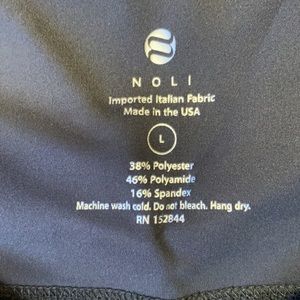 NOLI
Imported Italian Fabric
Made in the USA
L
38% Polyester
46% Polyamide
16% Spandex
Machine wash cold. Do not bleach. Hang dry.
RN 152844